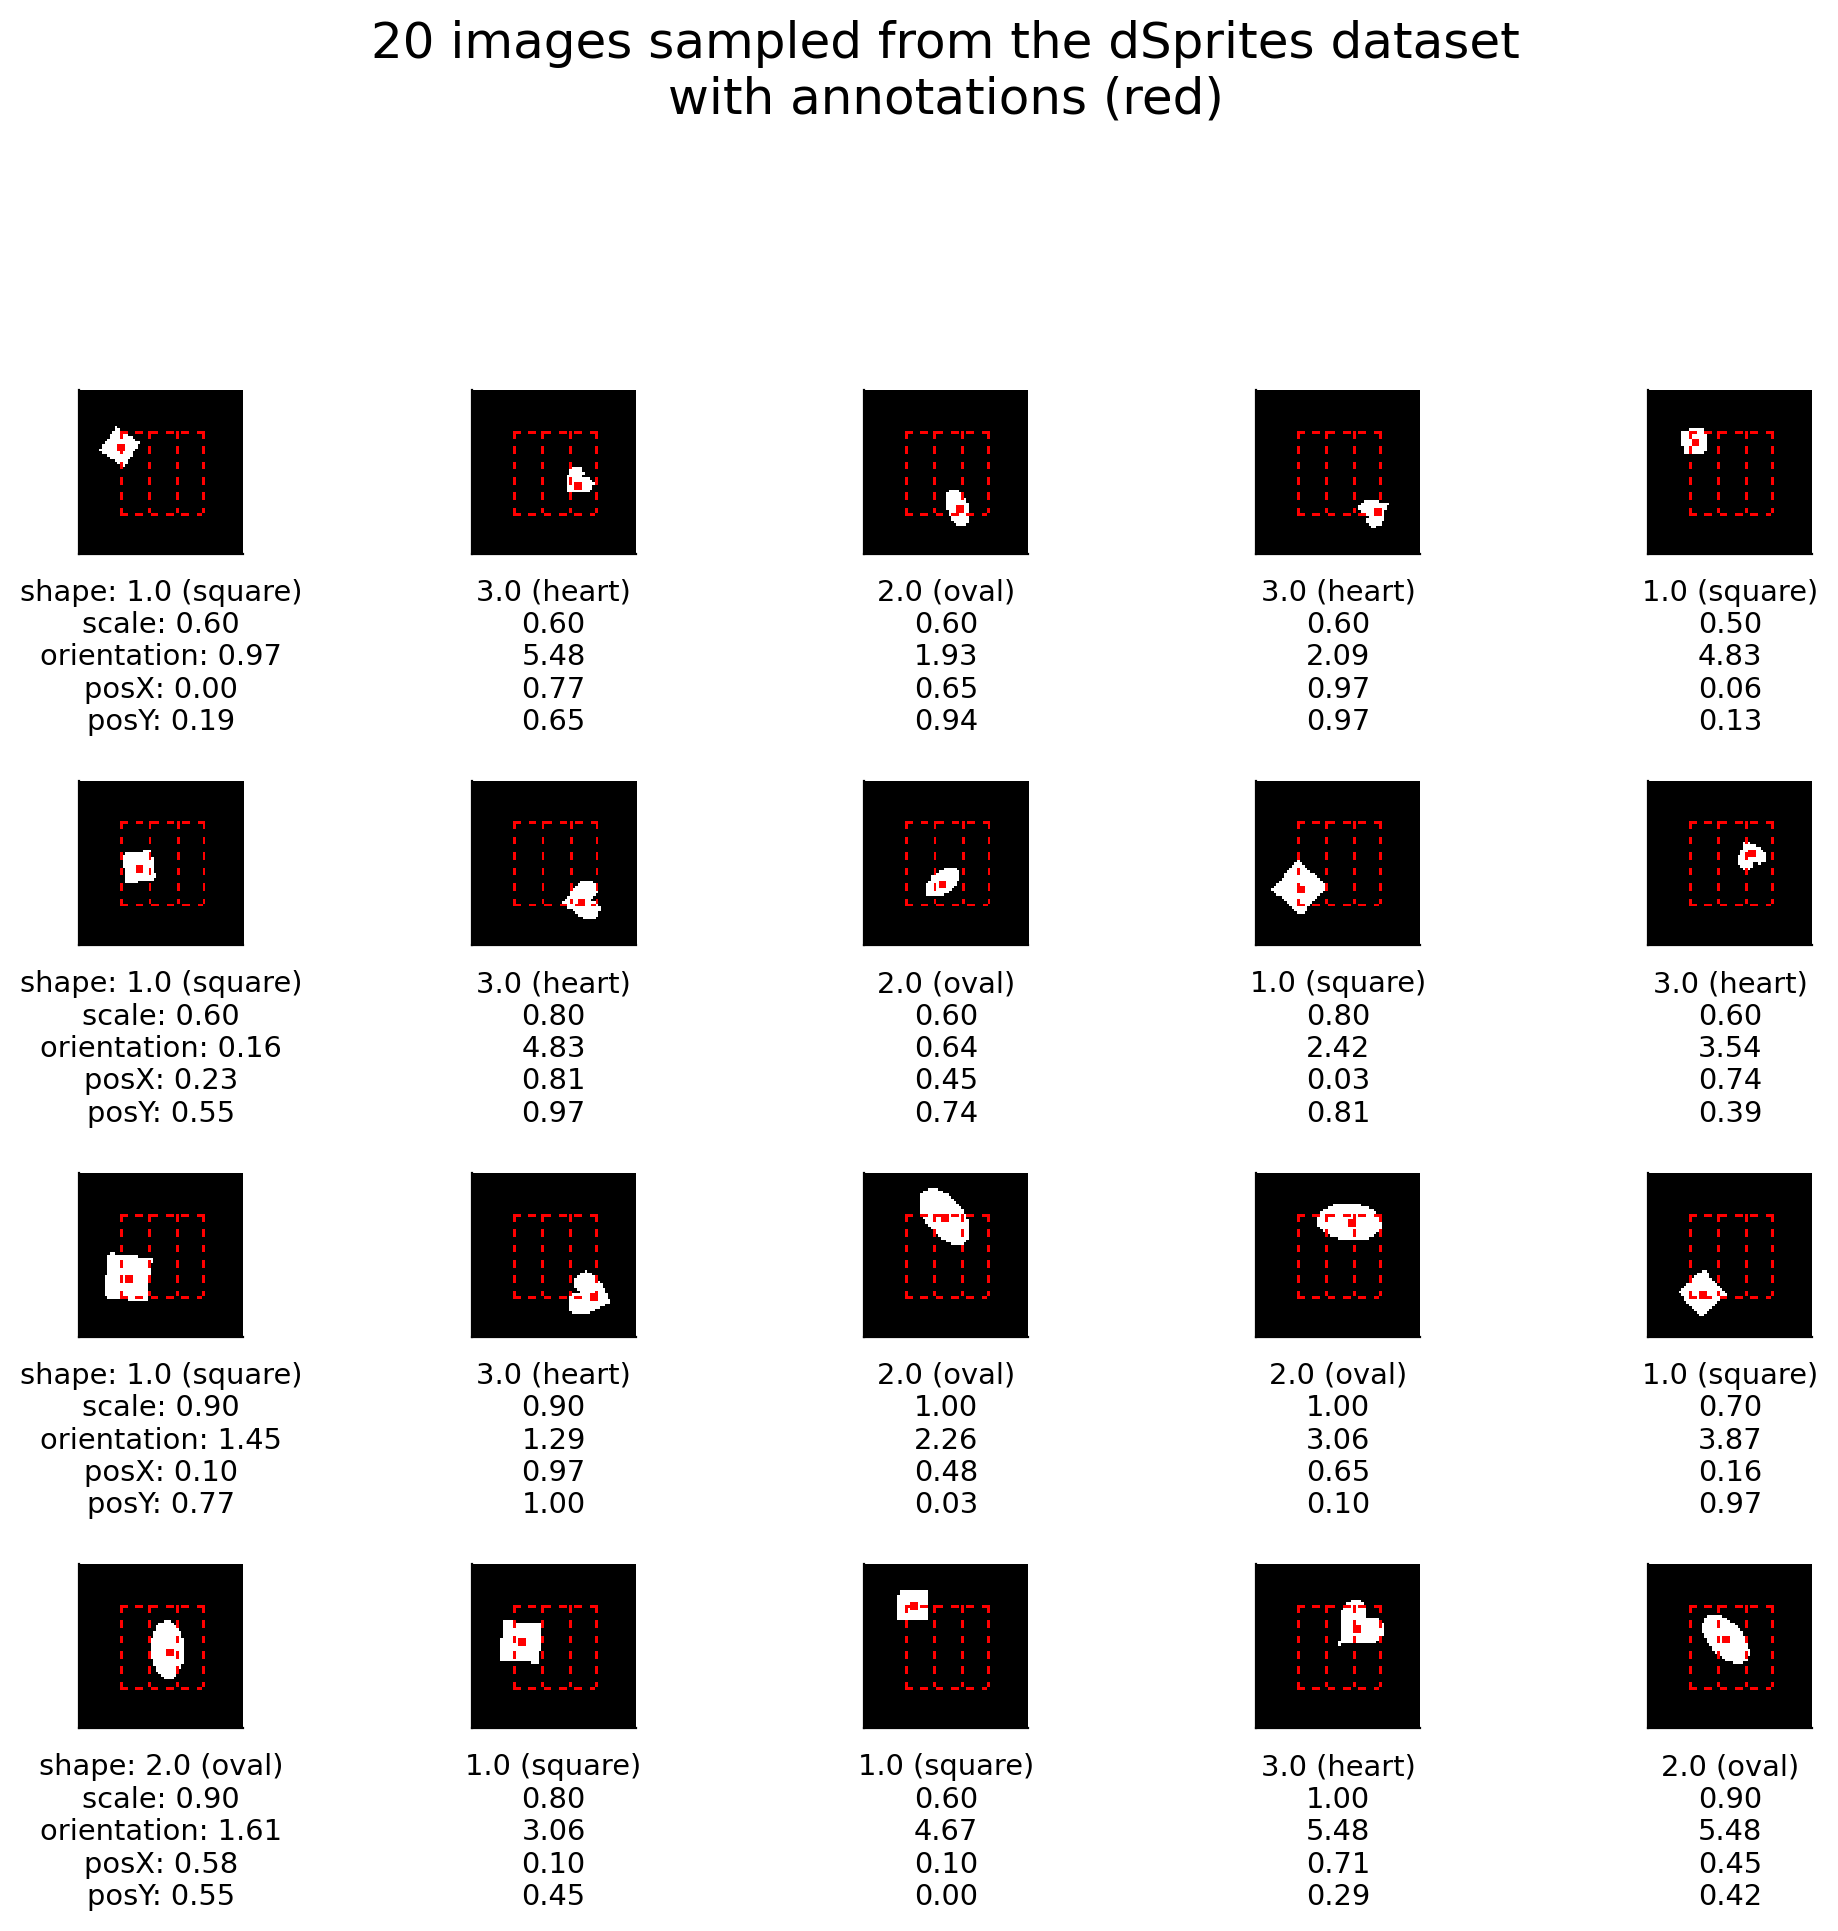 20 images sampled from the dSprites dataset
with annotations (red)
shape: 1.0 (square)
scale: 0.60
orientation: 0.97
posX: 0.00
posY: 0.19
3.0 (heart)
0.60
5.48
0.77
0.65
2.0 (oval)
0.60
1.93
0.65
0.94
3.0 (heart)
0.60
2.09
0.97
0.97
1.0 (square)
0.50
4.83
0.06
0.13
shape: 1.0 (square)
scale: 0.60
orientation: 0.16
posX: 0.23
posY: 0.55
3.0 (heart)
0.80
4.83
0.81
0.97
2.0 (oval)
0.60
0.64
0.45
0.74
1.0 (square)
0.80
2.42
0.03
0.81
3.0 (heart)
0.60
3.54
0.74
0.39
shape: 1.0 (square)
scale: 0.90
orientation: 1.45
posX: 0.10
posY: 0.77
3.0 (heart)
0.90
1.29
0.97
1.00
2.0 (oval)
1.00
2.26
0.48
0.03
2.0 (oval)
1.00
3.06
0.65
0.10
1.0 (square)
0.70
3.87
0.16
0.97
shape: 2.0 (oval)
scale: 0.90
orientation: 1.61
posX: 0.58
posY: 0.55
1.0 (square)
0.80
3.06
0.10
0.45
1.0 (square)
0.60
4.67
0.10
0.00
3.0 (heart)
1.00
5.48
0.71
0.29
2.0 (oval)
0.90
5.48
0.45
0.42